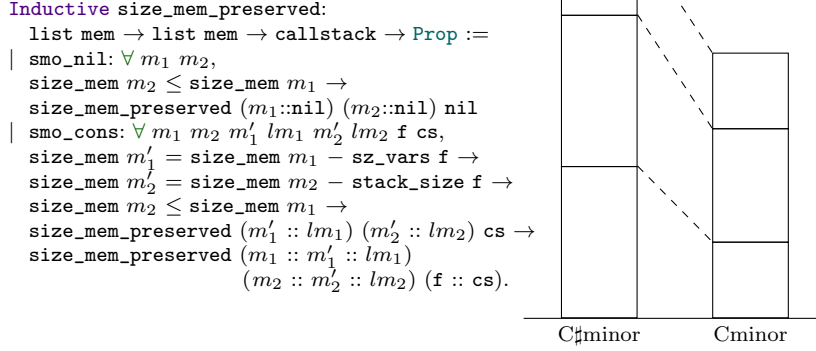 Inductive size_mem_preserved:
list mem → list mem → callstack → Prop :=
| smo_nil: ∀ m₁ m₂,
size_mem m₂ ≤ size_mem m₁ →
size_mem_preserved (m₁::nil) (m₂::nil) nil
| smo_cons: ∀ m₁ m₂ m′₁ lm₁ m′₂ lm₂ f cs,
size_mem m′₁ = size_mem m₁ − sz_vars f →
size_mem m′₂ = size_mem m₂ − stack_size f →
size_mem m₂ ≤ size_mem m₁ →
size_mem_preserved (m′₁ :: lm₁) (m′₂ :: lm₂) cs →
size_mem_preserved (m₁ :: m′₁ :: lm₁)
(m₂ :: m′₂ :: lm₂) (f :: cs).
C♯minor Cminor